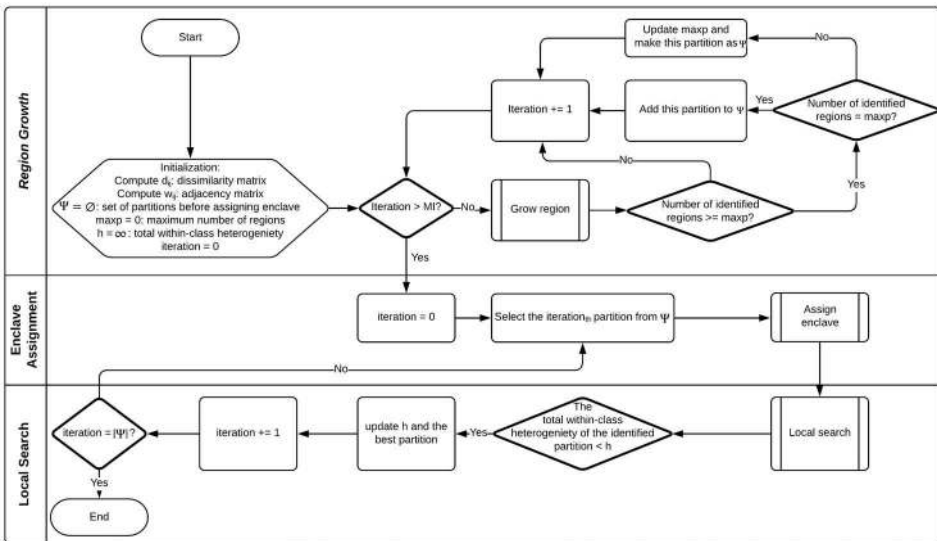 Region Growth
Start
Initialization:
Compute dᵢⱼ: dissimilarity matrix
Compute wᵢⱼ: adjacency matrix
Ψ = ∅: set of partitions before assigning enclave
maxp = 0: maximum number of regions
h = ∞: total within-class heterogeniety
iteration = 0
Iteration > MI?
No
Grow region
Number of identified
regions >= maxp?
No
Yes
Number of identified
regions = maxp?
No
Yes
Update maxp and
make this partition as Ψ
Add this partition to Ψ
Iteration += 1
Yes
Enclave
Assignment
iteration = 0
Select the iterationₜₕ partition from Ψ
Assign
enclave
No
Local Search
Local search
The
total within-class
heterogeniety of the identified
partition < h
Yes
update h and the
best partition
iteration += 1
iteration = |Ψ|?
Yes
End